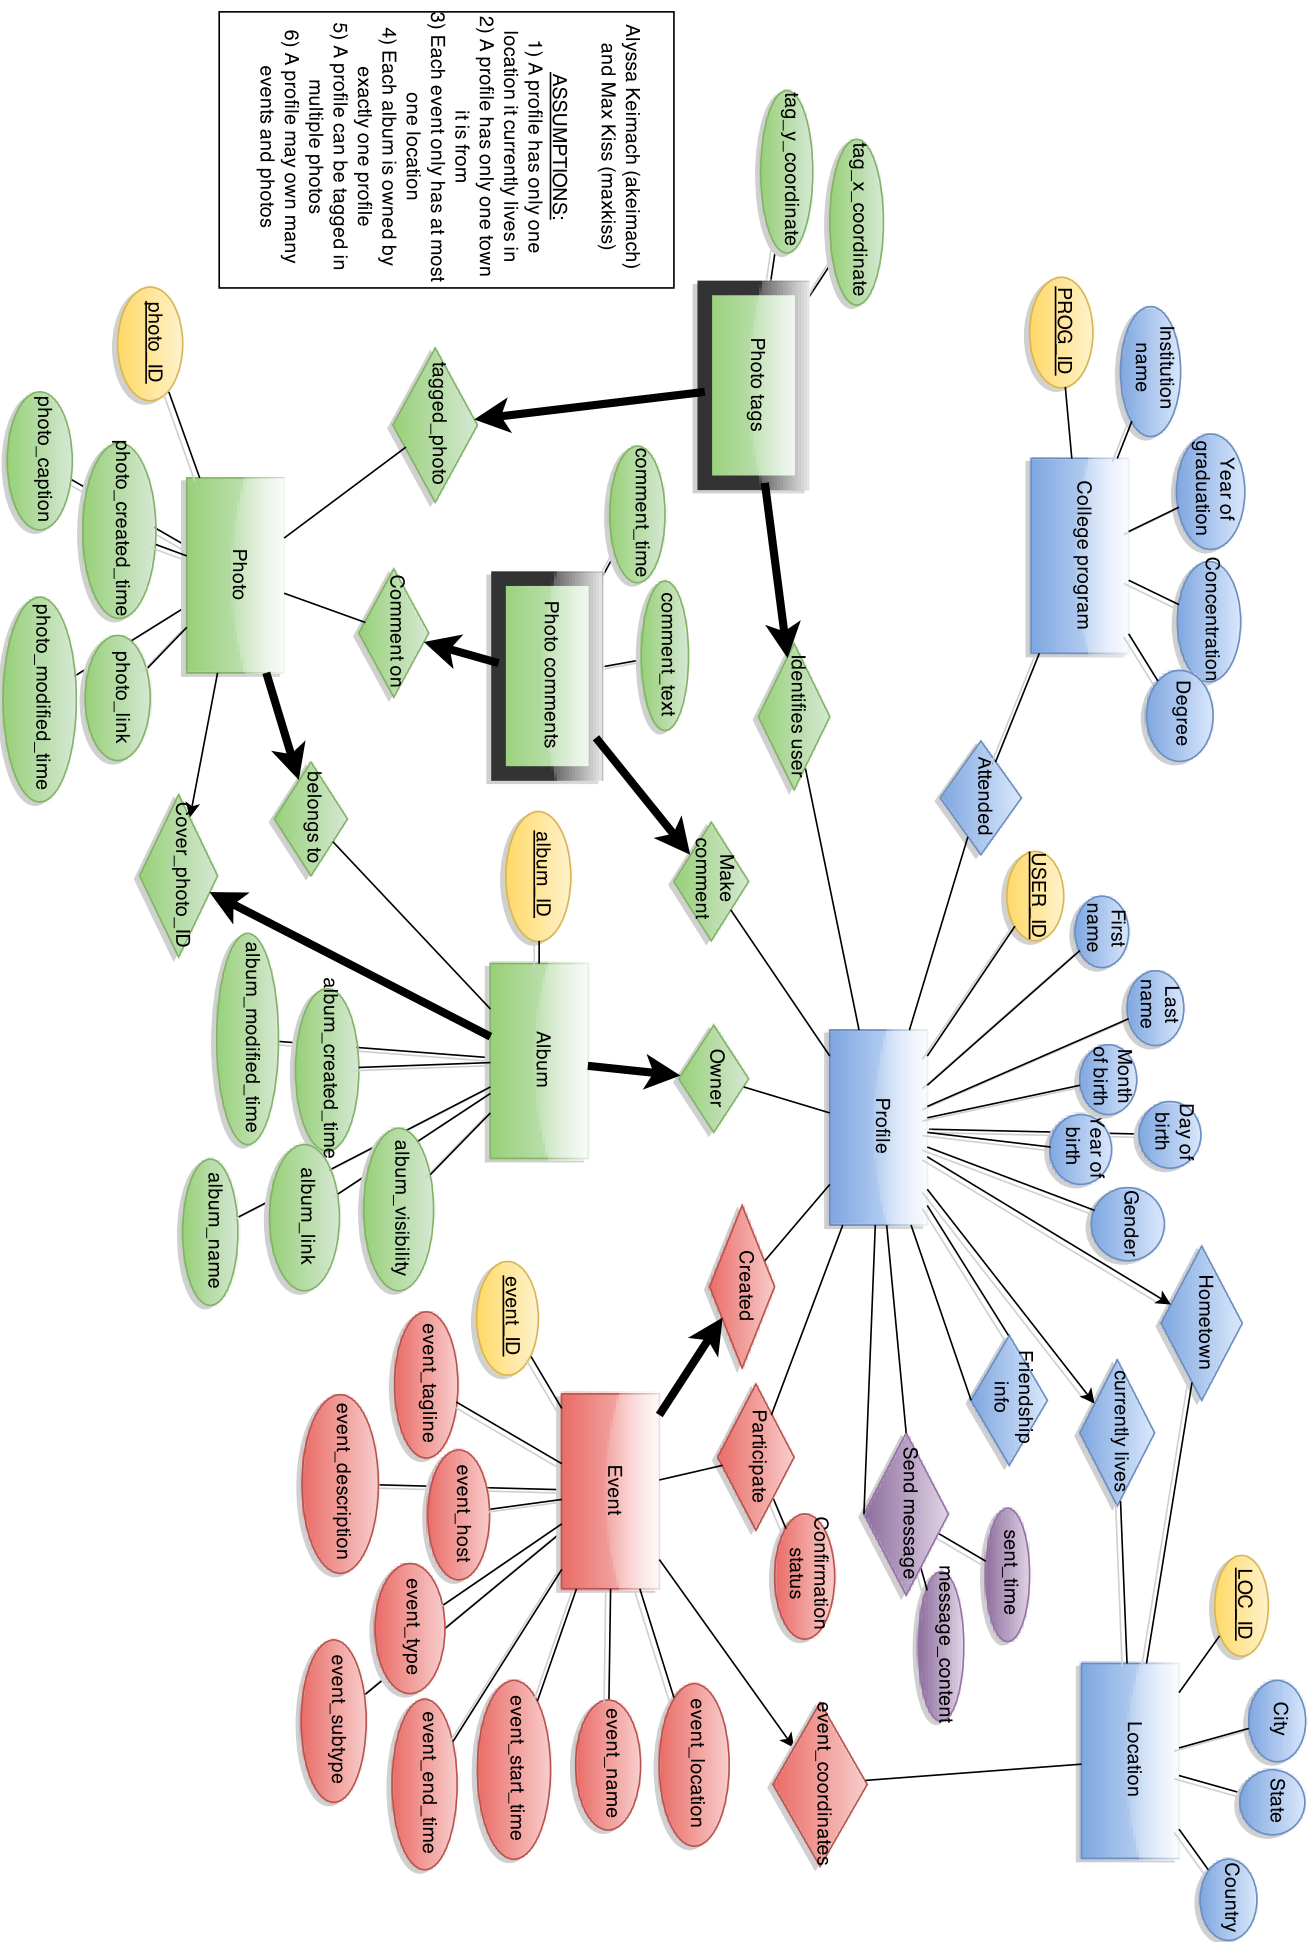 Alyssa Keimach (akeimach)
and Max Kiss (maxkiss)
ASSUMPTIONS:
1) A profile has only one
location it currently lives in
2) A profile has only one town
it is from
3) Each event only has at most
one location
4) Each album is owned by
exactly one profile
5) A profile can be tagged in
multiple photos
6) A profile may own many
events and photos
tag_x_coordinate
tag_y_coordinate
Photo tags
PROG_ID
Institution
name
Year of
graduation
Concentration
Degree
College program
Attended
photo_ID
photo_caption
photo_created_time
photo_modified_time
photo_link
Photo
tagged_photo
comment_time
comment_text
Photo comments
Comment on
Identifies user
Make
comment
belongs to
Cover_photo_ID
album_ID
Album
album_modified_time
album_created_time
album_name
album_link
album_visibility
Owner
USER_ID
First
name
Last
name
Month
of birth
Day of
birth
Year of
birth
Gender
Profile
Hometown
currently lives
Friendship
info
Send message
sent_time
message_content
Created
Participate
Confirmation
status
event_ID
event_tagline
event_description
event_host
event_type
event_subtype
event_end_time
event_start_time
event_name
event_location
Event
event_coordinates
LOC_ID
City
State
Country
Location